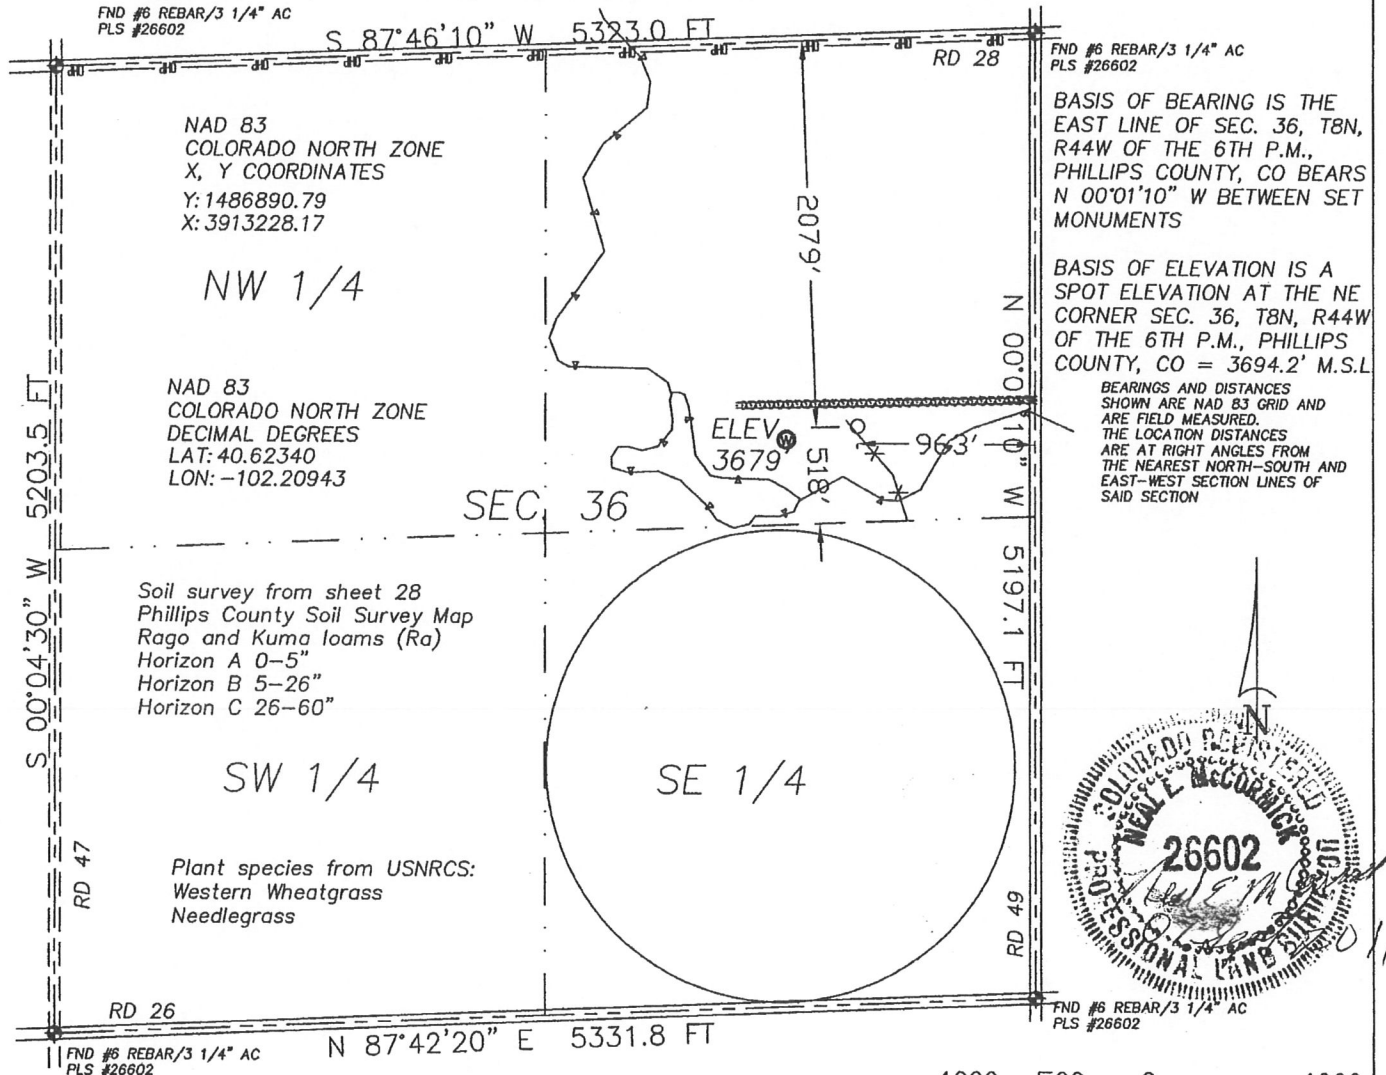 FND #6 REBAR/3 1/4" AC
PLS #26602
S 87°46'10" W 5323.0 FT
RD 28
FND #6 REBAR/3 1/4" AC
PLS #26602
OHP OHP OHP OHP OHP OHP OHP OHP OHP OHP OHP
NAD 83
COLORADO NORTH ZONE
X, Y COORDINATES
Y: 1486890.79
X: 3913228.17
NW 1/4
NAD 83
COLORADO NORTH ZONE
DECIMAL DEGREES
LAT: 40.62340
LON: -102.20943
2079'
BASIS OF BEARING IS THE
EAST LINE OF SEC. 36, T8N,
R44W OF THE 6TH P.M.,
PHILLIPS COUNTY, CO BEARS
N 00°01'10" W BETWEEN SET
MONUMENTS
BASIS OF ELEVATION IS A
SPOT ELEVATION AT THE NE
CORNER SEC. 36, T8N, R44W
OF THE 6TH P.M., PHILLIPS
COUNTY, CO = 3694.2' M.S.L
BEARINGS AND DISTANCES
SHOWN ARE NAD 83 GRID AND
ARE FIELD MEASURED.
THE LOCATION DISTANCES
ARE AT RIGHT ANGLES FROM
THE NEAREST NORTH-SOUTH AND
EAST-WEST SECTION LINES OF
SAID SECTION
ELEV
3679'
W
518'
963'
SEC. 36
S 00°04'30" W 5203.5 FT
N 00°01'10" W 5197.1 FT
Soil survey from sheet 28
Phillips County Soil Survey Map
Rago and Kuma loams (Ra)
Horizon A 0-5"
Horizon B 5-26"
Horizon C 26-60"
SW 1/4
SE 1/4
Plant species from USNRCS:
Western Wheatgrass
Needlegrass
RD 47
RD 49
N
COLORADO REGISTERED
NEAL E. McCORMICK
26602
PROFESSIONAL LAND SURVEYOR
RD 26
N 87°42'20" E 5331.8 FT
FND #6 REBAR/3 1/4" AC
PLS #26602
FND #6 REBAR/3 1/4" AC
PLS #26602